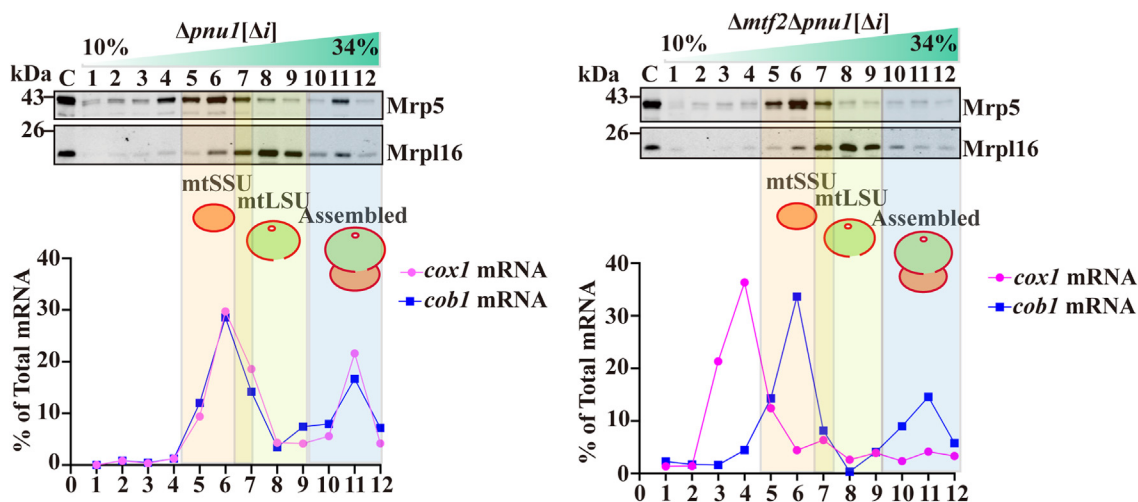 Δpnu1[Δi]
10% 34%
kDa C 1 2 3 4 5 6 7 8 9 10 11 12
43 Mrp5
26
Mrpl16
mtSSU
mtLSU
Assembled
cox1 mRNA
cob1 mRNA
% of Total mRNA
40
30
20
10
0
0 1 2 3 4 5 6 7 8 9 10 11 12
Δmtf2Δpnu1[Δi]
10% 34%
kDa C 1 2 3 4 5 6 7 8 9 10 11 12
43 Mrp5
26
Mrpl16
mtSSU
mtLSU
Assembled
cox1 mRNA
cob1 mRNA
% of Total mRNA
40
30
20
10
0
0 1 2 3 4 5 6 7 8 9 10 11 12